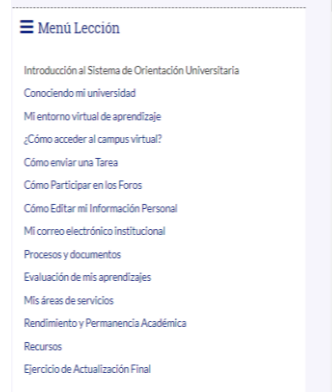 Menú Lección
Introducción al Sistema de Orientación Universitaria
Conociendo mi universidad
Mi entorno virtual de aprendizaje
¿Cómo acceder al campus virtual?
Cómo enviar una Tarea
Cómo Participar en los Foros
Cómo Editar mi Información Personal
Mi correo electrónico institucional
Procesos y documentos
Evaluación de mis aprendizajes
Mis áreas de servicios
Rendimiento y Permanencia Académica
Recursos
Ejercicio de Actualización Final